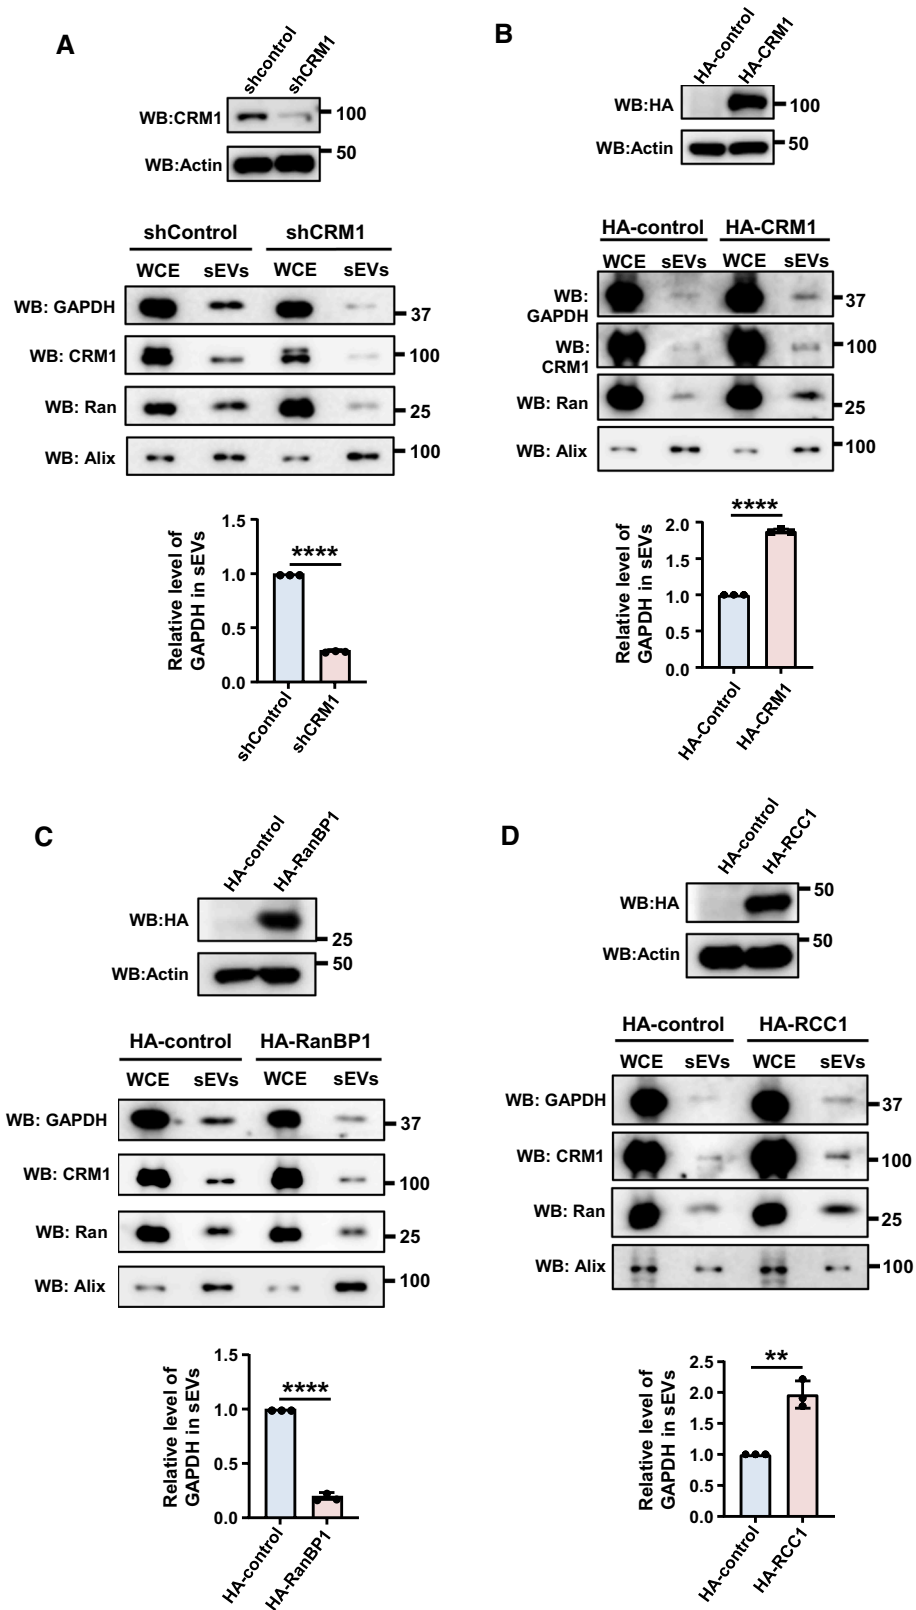 A
shcontrol shCRM1
WB:CRM1 100
WB:Actin 50
shControl shCRM1
WCE sEVs WCE sEVs
WB: GAPDH 37
WB: CRM1 100
WB: Ran 25
WB: Alix 100
Relative level of
GAPDH in sEVs
1.5
1.0
0.5
0.0
****
shControl shCRM1
B
HA-control HA-CRM1
WB:HA 100
WB:Actin 50
HA-control HA-CRM1
WCE sEVs WCE sEVs
WB:
GAPDH 37
WB:
CRM1 100
WB: Ran 25
WB: Alix 100
Relative level of
GAPDH in sEVs
2.0
1.5
1.0
0.5
0.0
****
HA-Control HA-CRM1
C
HA-control HA-RanBP1
WB:HA 25
WB:Actin 50
HA-control HA-RanBP1
WCE sEVs WCE sEVs
WB: GAPDH 37
WB: CRM1 100
WB: Ran 25
WB: Alix 100
Relative level of
GAPDH in sEVs
1.5
1.0
0.5
0.0
****
HA-control HA-RanBP1
D
HA-control HA-RCC1
WB:HA 50
WB:Actin 50
HA-control HA-RCC1
WCE sEVs WCE sEVs
WB: GAPDH 37
WB: CRM1 100
WB: Ran 25
WB: Alix 100
Relative level of
GAPDH in sEVs
2.5
2.0
1.5
1.0
0.5
0.0
**
HA-control HA-RCC1